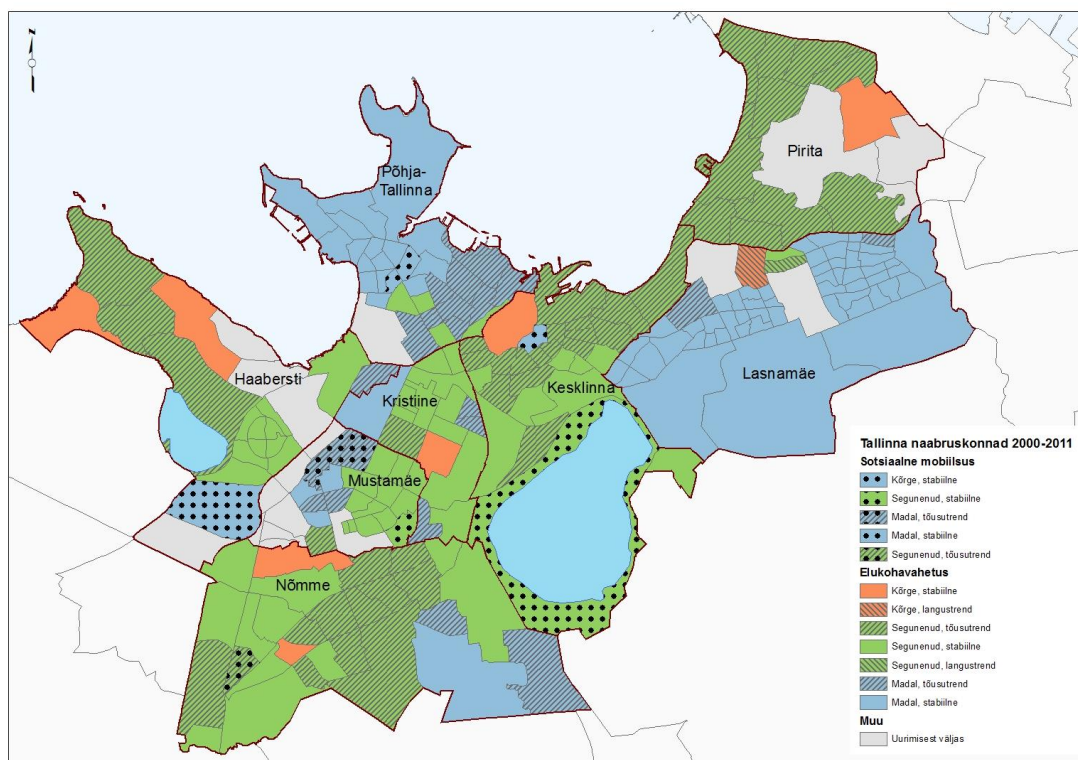 N
Põhja-
Tallinna
Pirita
Haabersti
Kristiine
Kesklinna
Lasnamäe
Mustamäe
Nõmme
Tallinna naabruskonnad 2000-2011
Sotsiaalne mobiilsus
Kõrge, stabiilne
Segunenud, stabiilne
Madal, tõusutrend
Madal, stabiilne
Segunenud, tõusutrend
Elukohavahetus
Kõrge, stabiilne
Kõrge, langustrend
Segunenud, tõusutrend
Segunenud, stabiilne
Segunenud, langustrend
Madal, tõusutrend
Madal, stabiilne
Muu
Uurimisest väljas